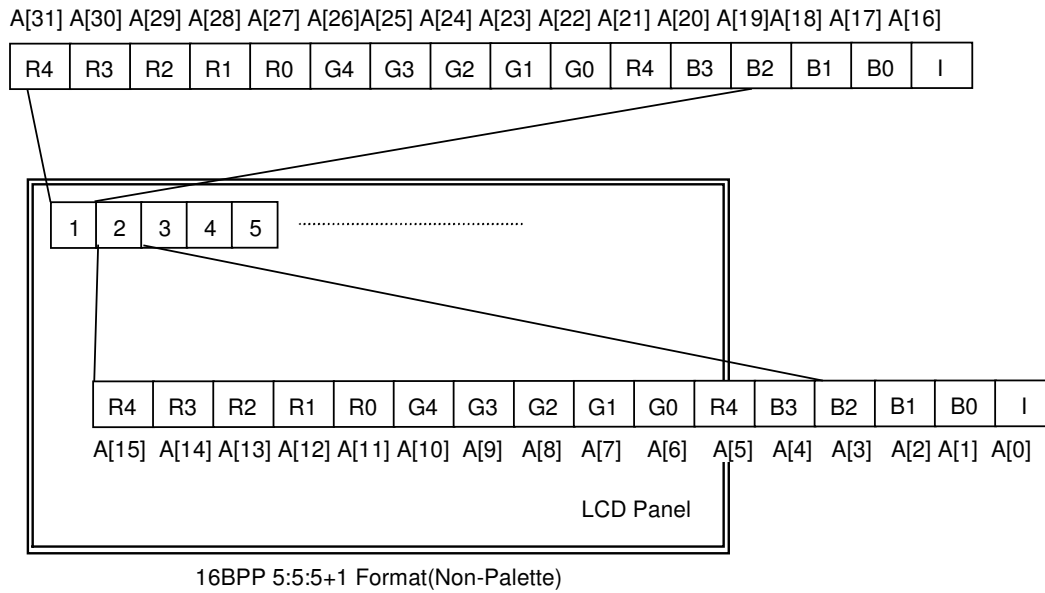 A[31] A[30] A[29] A[28] A[27] A[26]A[25] A[24] A[23] A[22] A[21] A[20] A[19]A[18] A[17] A[16]
R4 R3 R2 R1 R0 G4 G3 G2 G1 G0 R4 B3 B2 B1 B0 I
1 2 3 4 5
R4 R3 R2 R1 R0 G4 G3 G2 G1 G0 R4 B3 B2 B1 B0 I
A[15] A[14] A[13] A[12] A[11] A[10] A[9] A[8] A[7] A[6] A[5] A[4] A[3] A[2] A[1] A[0]
LCD Panel
16BPP 5:5:5+1 Format(Non-Palette)